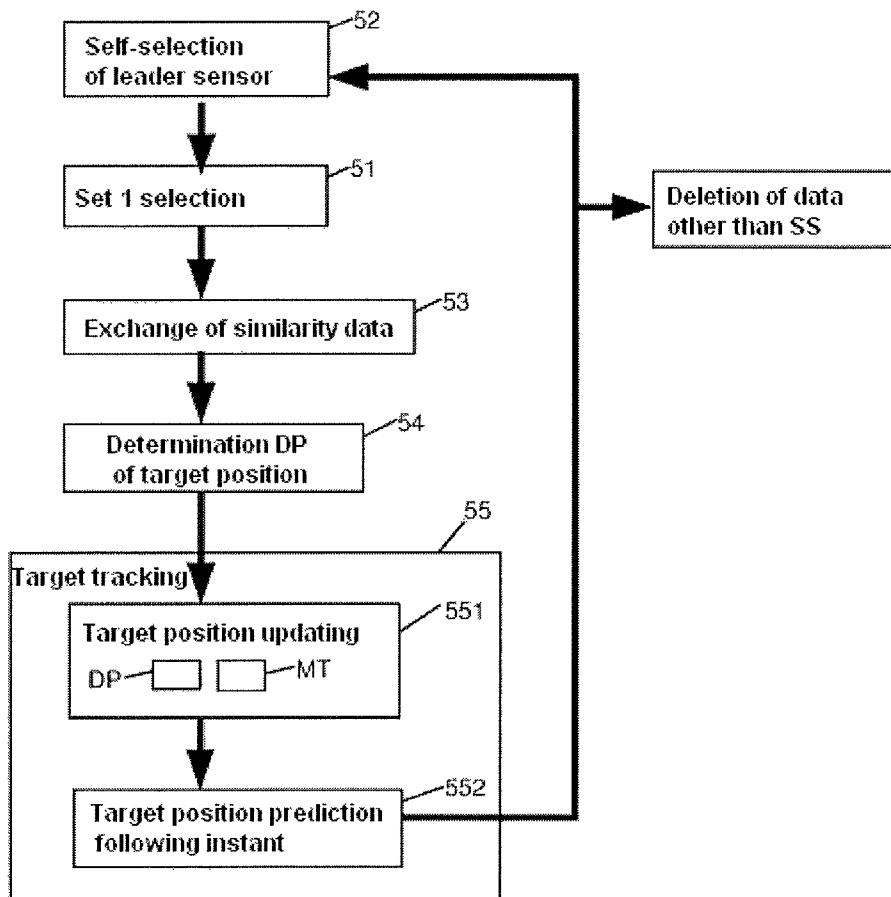 52
Self-selection
of leader sensor
51
Set 1 selection
Deletion of data
other than SS
53
Exchange of similarity data
54
Determination DP
of target position
55
Target tracking
551
Target position updating
DP
MT
552
Target position prediction
following instant